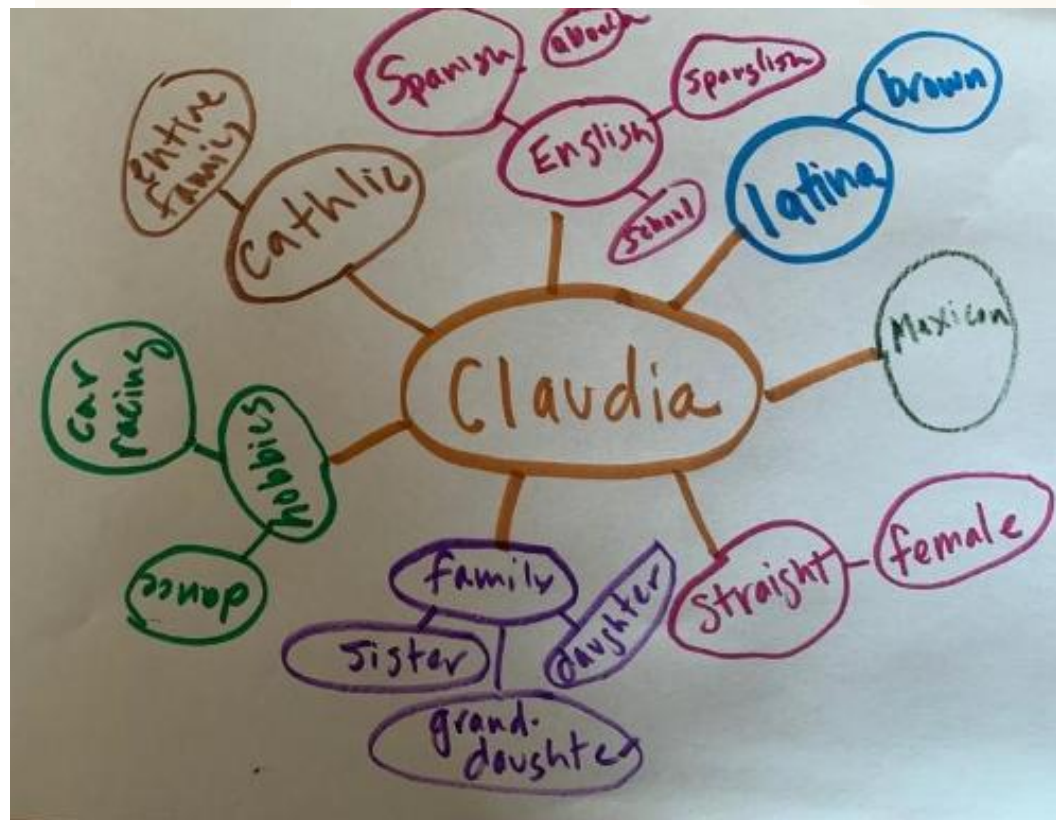 Spanish
abuela
spanglish
English
school
brown
latina
entire
family
Cathlic
Maxican
Claudia
car
racing
hobbies
dance
family
sister
daughter
grand-
daughter
straight
female